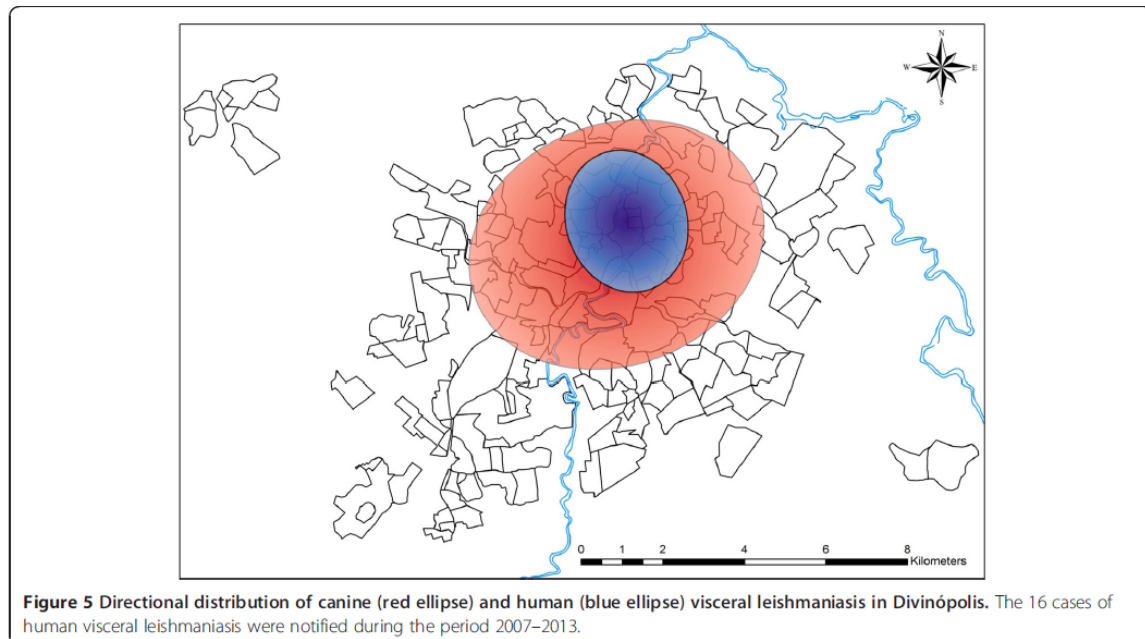 N
W E
S
0 1 2 4 6 8
Kilometers
Figure 5 Directional distribution of canine (red ellipse) and human (blue ellipse) visceral leishmaniasis in Divinópolis. The 16 cases of
human visceral leishmaniasis were notified during the period 2007–2013.